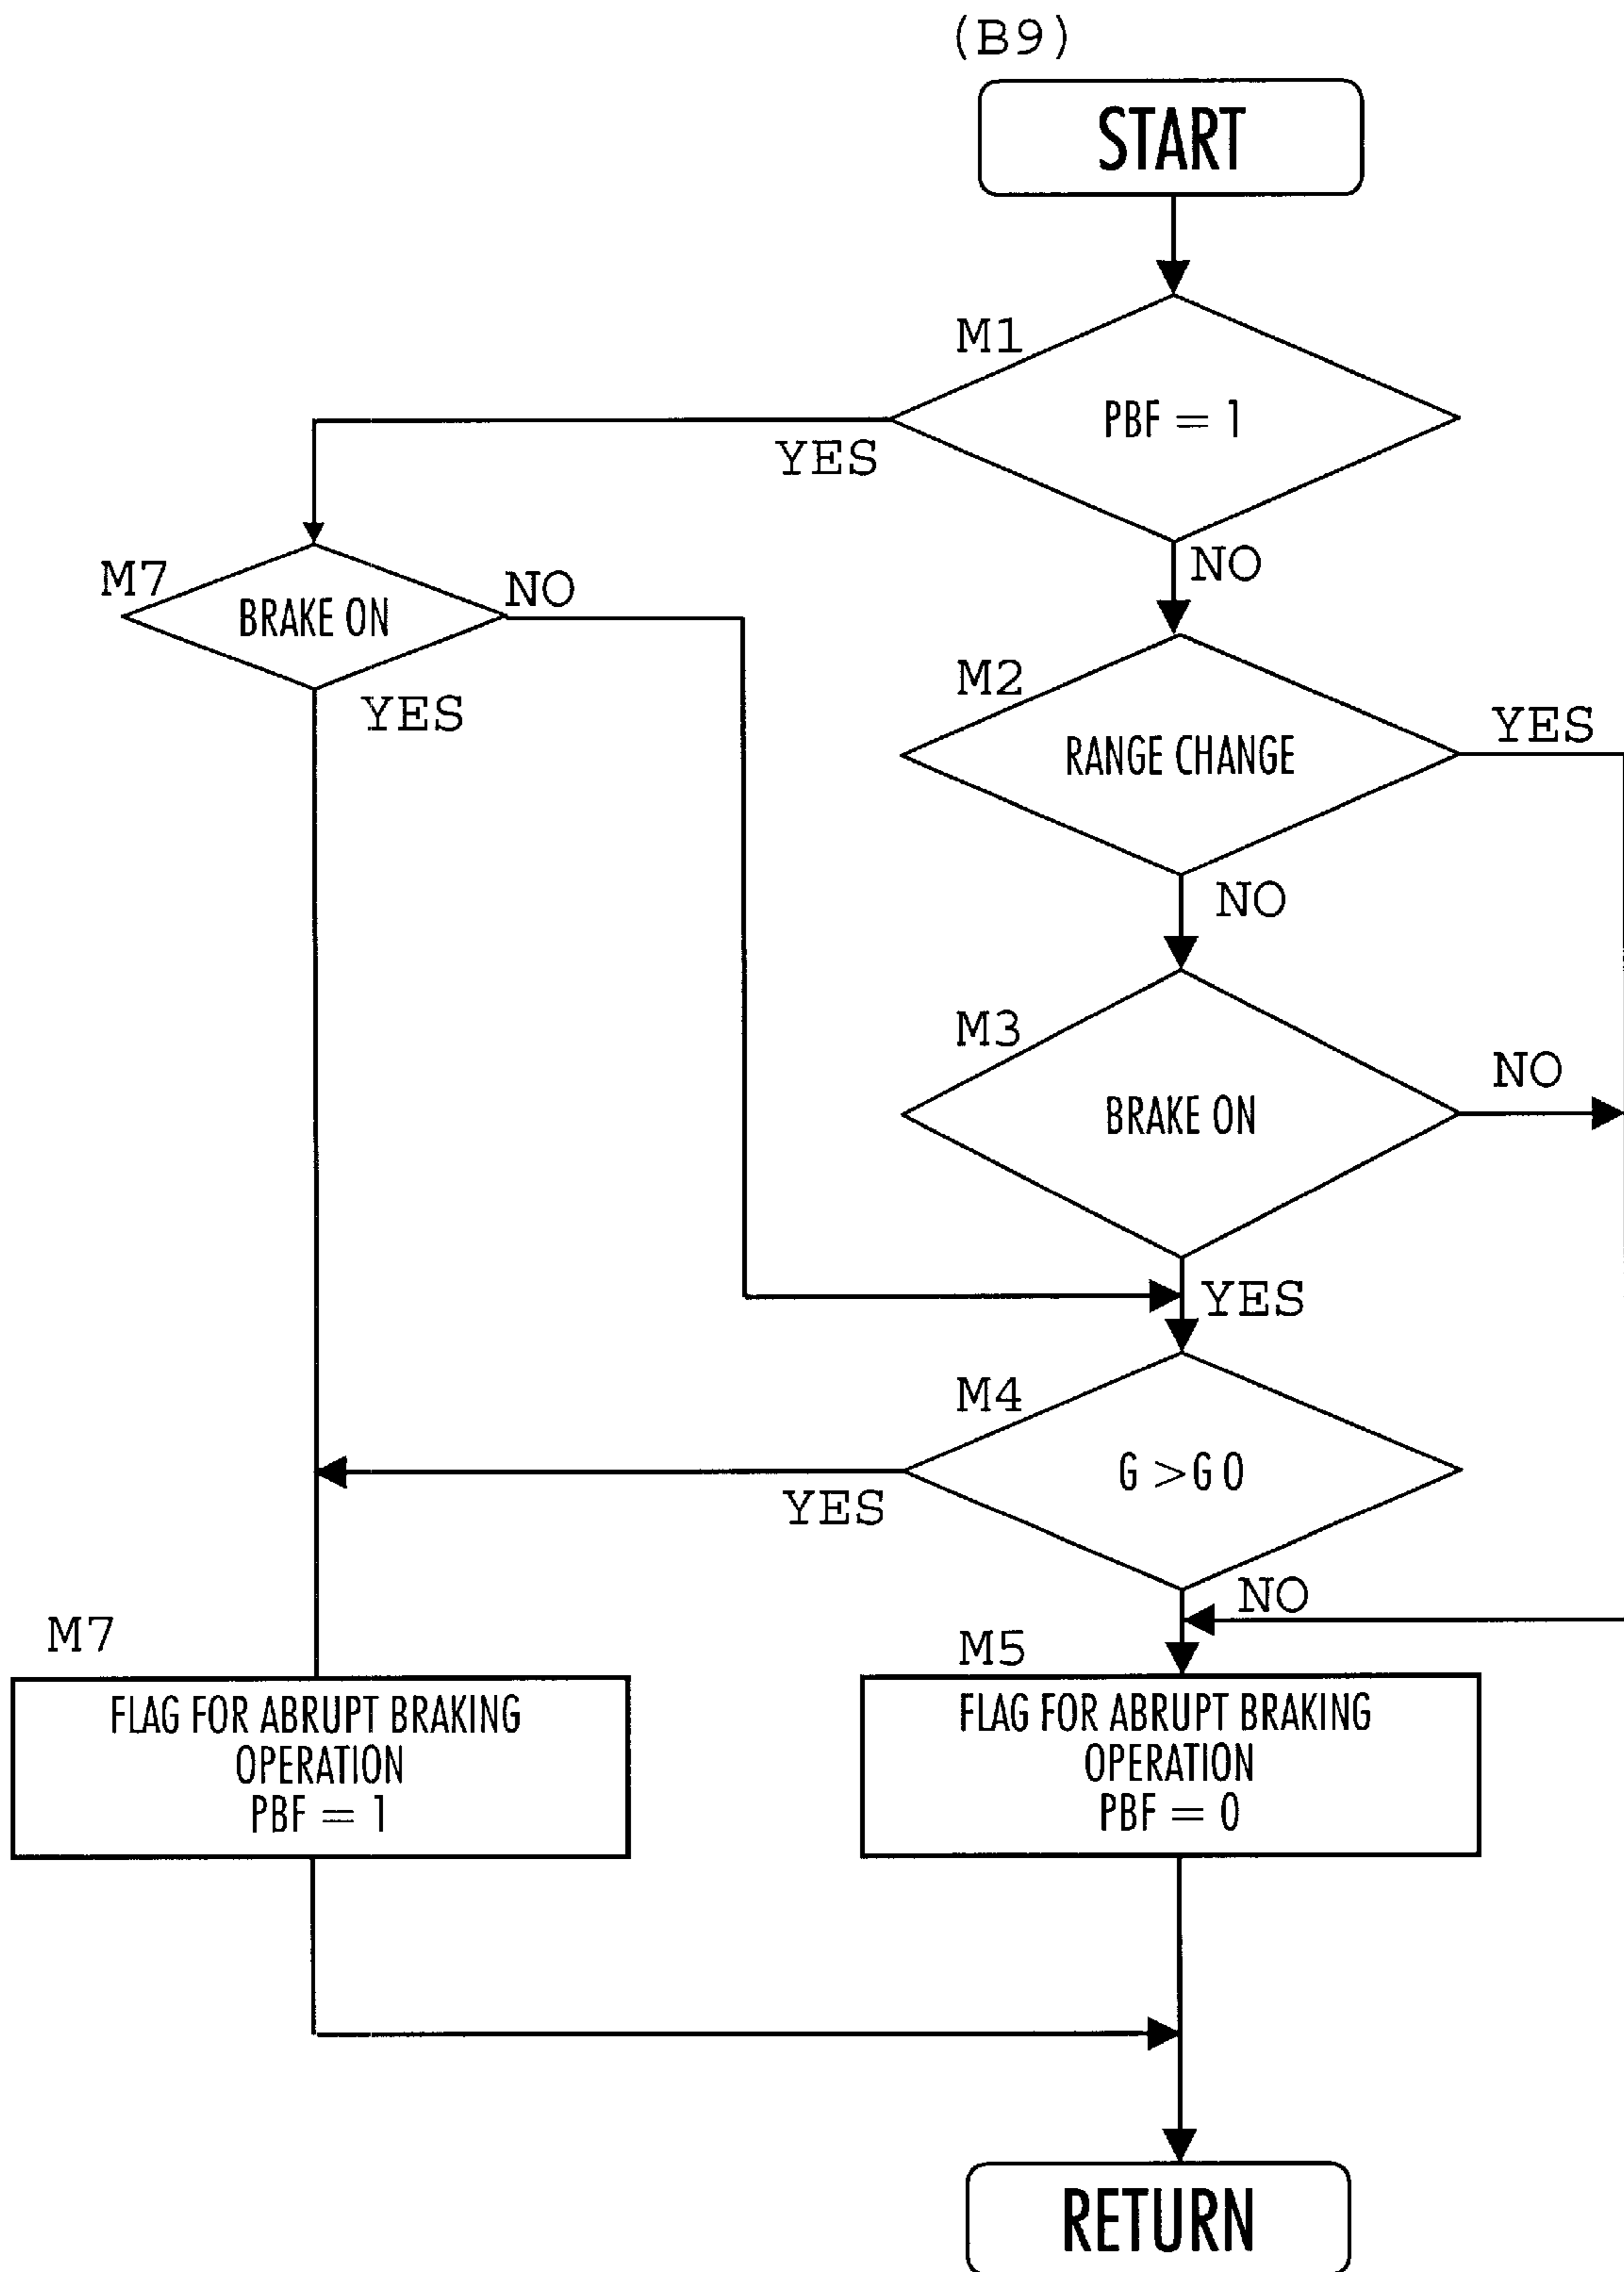 (B9)
START
M1
PBF = 1
YES
NO
M7
BRAKE ON
NO
YES
M2
RANGE CHANGE
YES
NO
M3
BRAKE ON
NO
YES
M4
G > G 0
YES
NO
M7
FLAG FOR ABRUPT BRAKING
OPERATION
PBF = 1
M5
FLAG FOR ABRUPT BRAKING
OPERATION
PBF = 0
RETURN